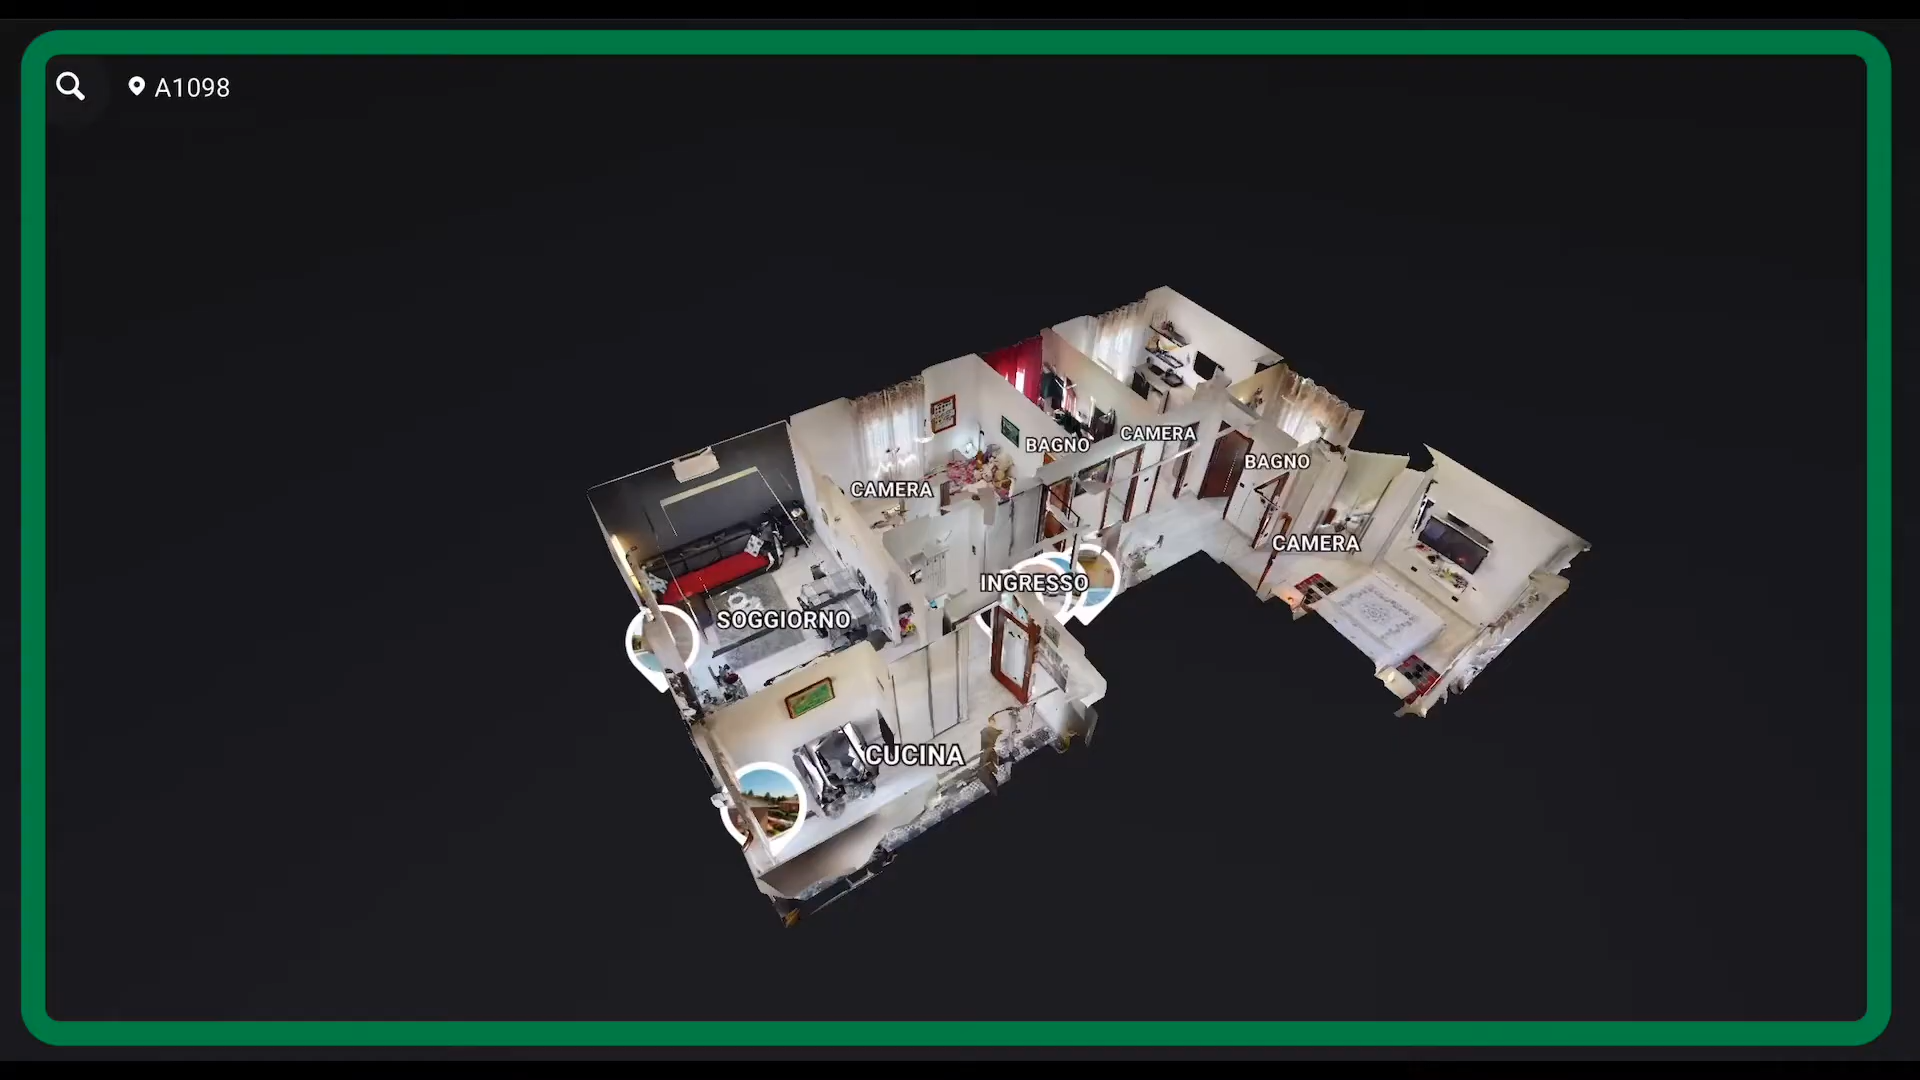 A1098
CAMERA
BAGNO
BAGNO
CAMERA
CAMERA
INGRESSO
SOGGIORNO
CUCINA